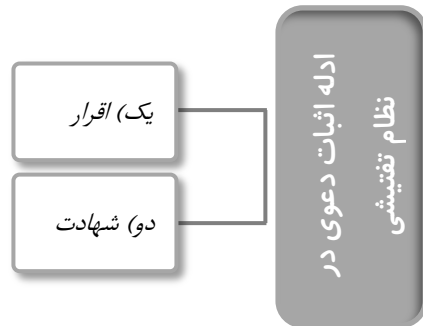 ادله اثبات دعوی در
نظام تفتیشی
یک) اقرار
دو) شهادت